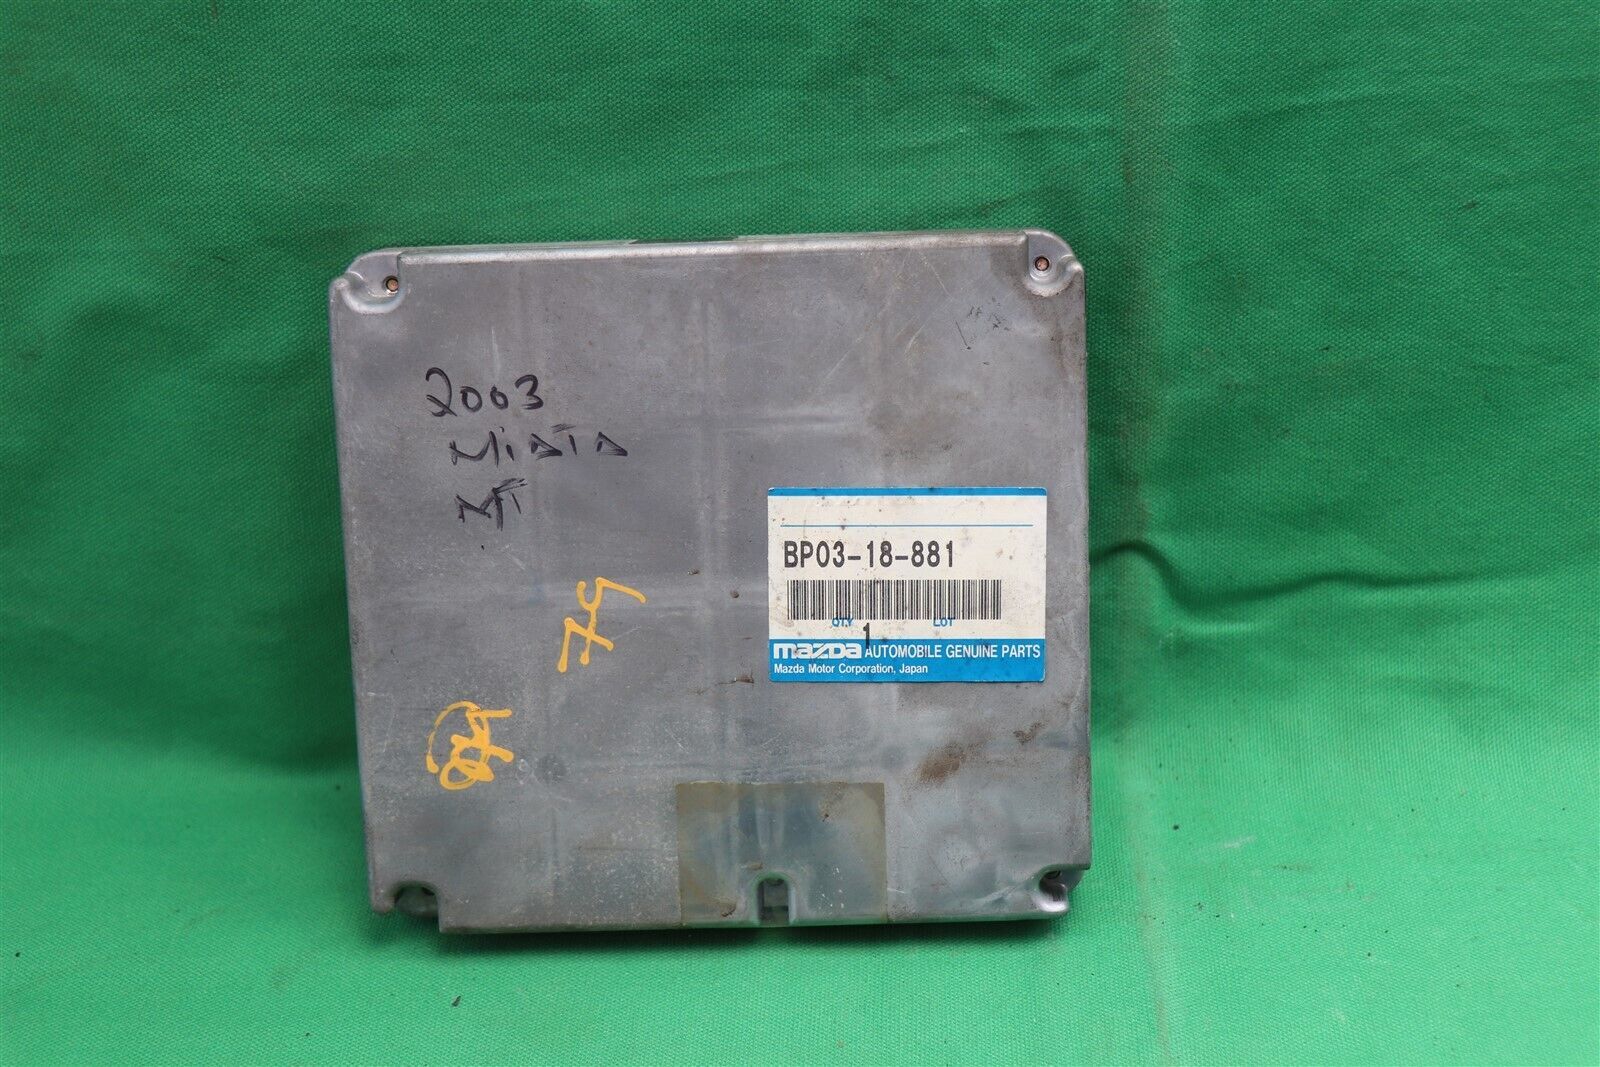 2003
MIATA
MT
BP03-18-881
QTY LOT
1
mazda AUTOMOBILE GENUINE PARTS
Mazda Motor Corporation, Japan